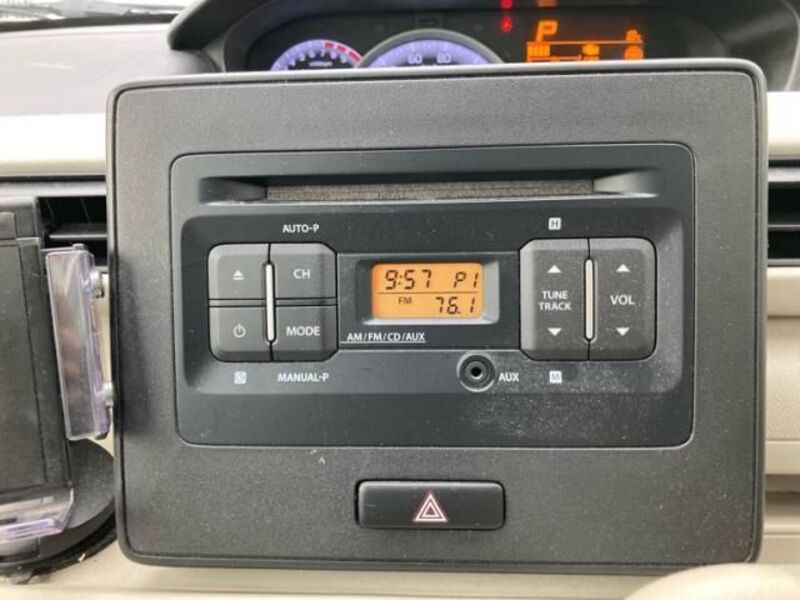 P
60 80
AUTO-P
H
CH
MODE
9:57 P1
FM 76.1
AM / FM / CD / AUX
TUNE
TRACK
VOL
MANUAL-P
AUX
M